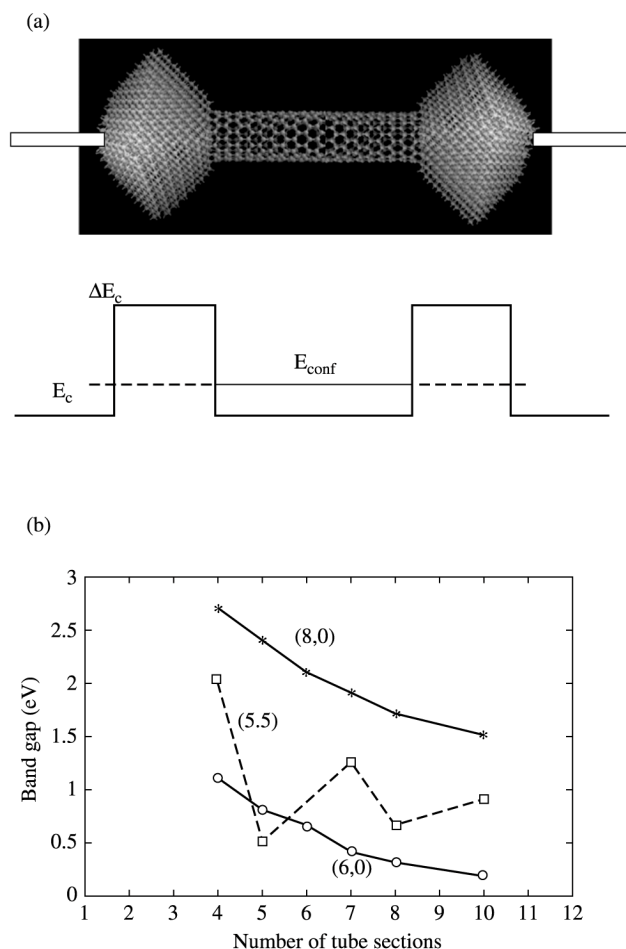 (a)
ΔEc
Econf
Ec
(b)
3
2.5
2
1.5
1
0.5
0
Band gap (eV)
(8,0)
(5.5)
(6,0)
1 2 3 4 5 6 7 8 9 10 11 12
Number of tube sections